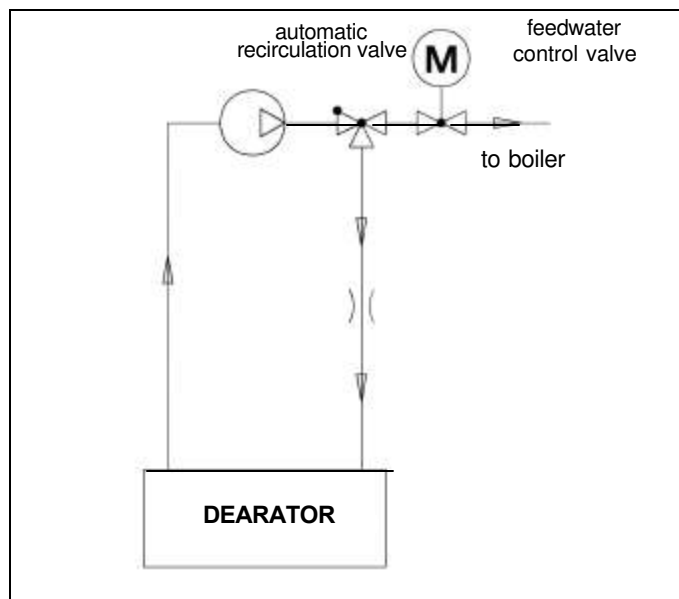 automatic
recirculation valve
M
feedwater
control valve
to boiler
DEARATOR